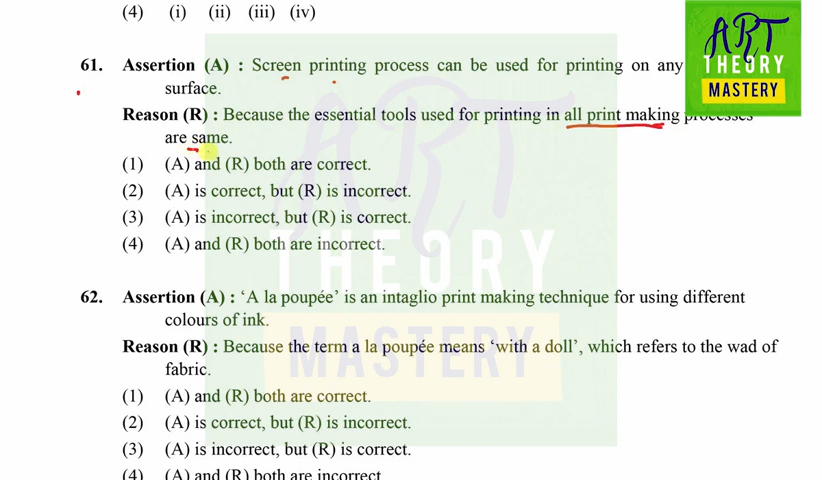 (4) (i) (ii) (iii) (iv)
ART
THEORY
MASTERY
61. Assertion (A) : Screen printing process can be used for printing on any
surface.
Reason (R) : Because the essential tools used for printing in all print making processes
are same.
(1) (A) and (R) both are correct.
(2) (A) is correct, but (R) is incorrect.
(3) (A) is incorrect, but (R) is correct.
(4) (A) and (R) both are incorrect.
ART
THEORY
MASTERY
62. Assertion (A) : ‘A la poupée’ is an intaglio print making technique for using different
colours of ink.
Reason (R) : Because the term a la poupée means ‘with a doll’, which refers to the wad of
fabric.
(1) (A) and (R) both are correct.
(2) (A) is correct, but (R) is incorrect.
(3) (A) is incorrect, but (R) is correct.
(4) (A) and (R) both are incorrect